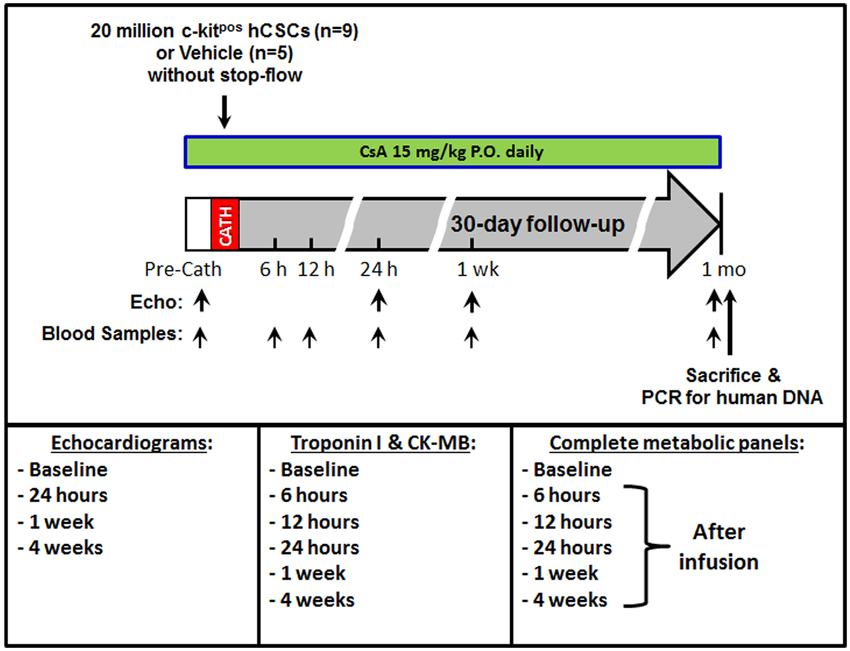 20 million c-kitᵖᵒˢ hCSCs (n=9)
or Vehicle (n=5)
without stop-flow
CsA 15 mg/kg P.O. daily
CATH
30-day follow-up
Pre-Cath 6 h 12 h 24 h 1 wk 1 mo
Echo:
Blood Samples:
Sacrifice &
PCR for human DNA
Echocardiograms:
- Baseline
- 24 hours
- 1 week
- 4 weeks
Troponin I & CK-MB:
- Baseline
- 6 hours
- 12 hours
- 24 hours
- 1 week
- 4 weeks
Complete metabolic panels:
- Baseline
- 6 hours
- 12 hours
- 24 hours
- 1 week
- 4 weeks
After
infusion